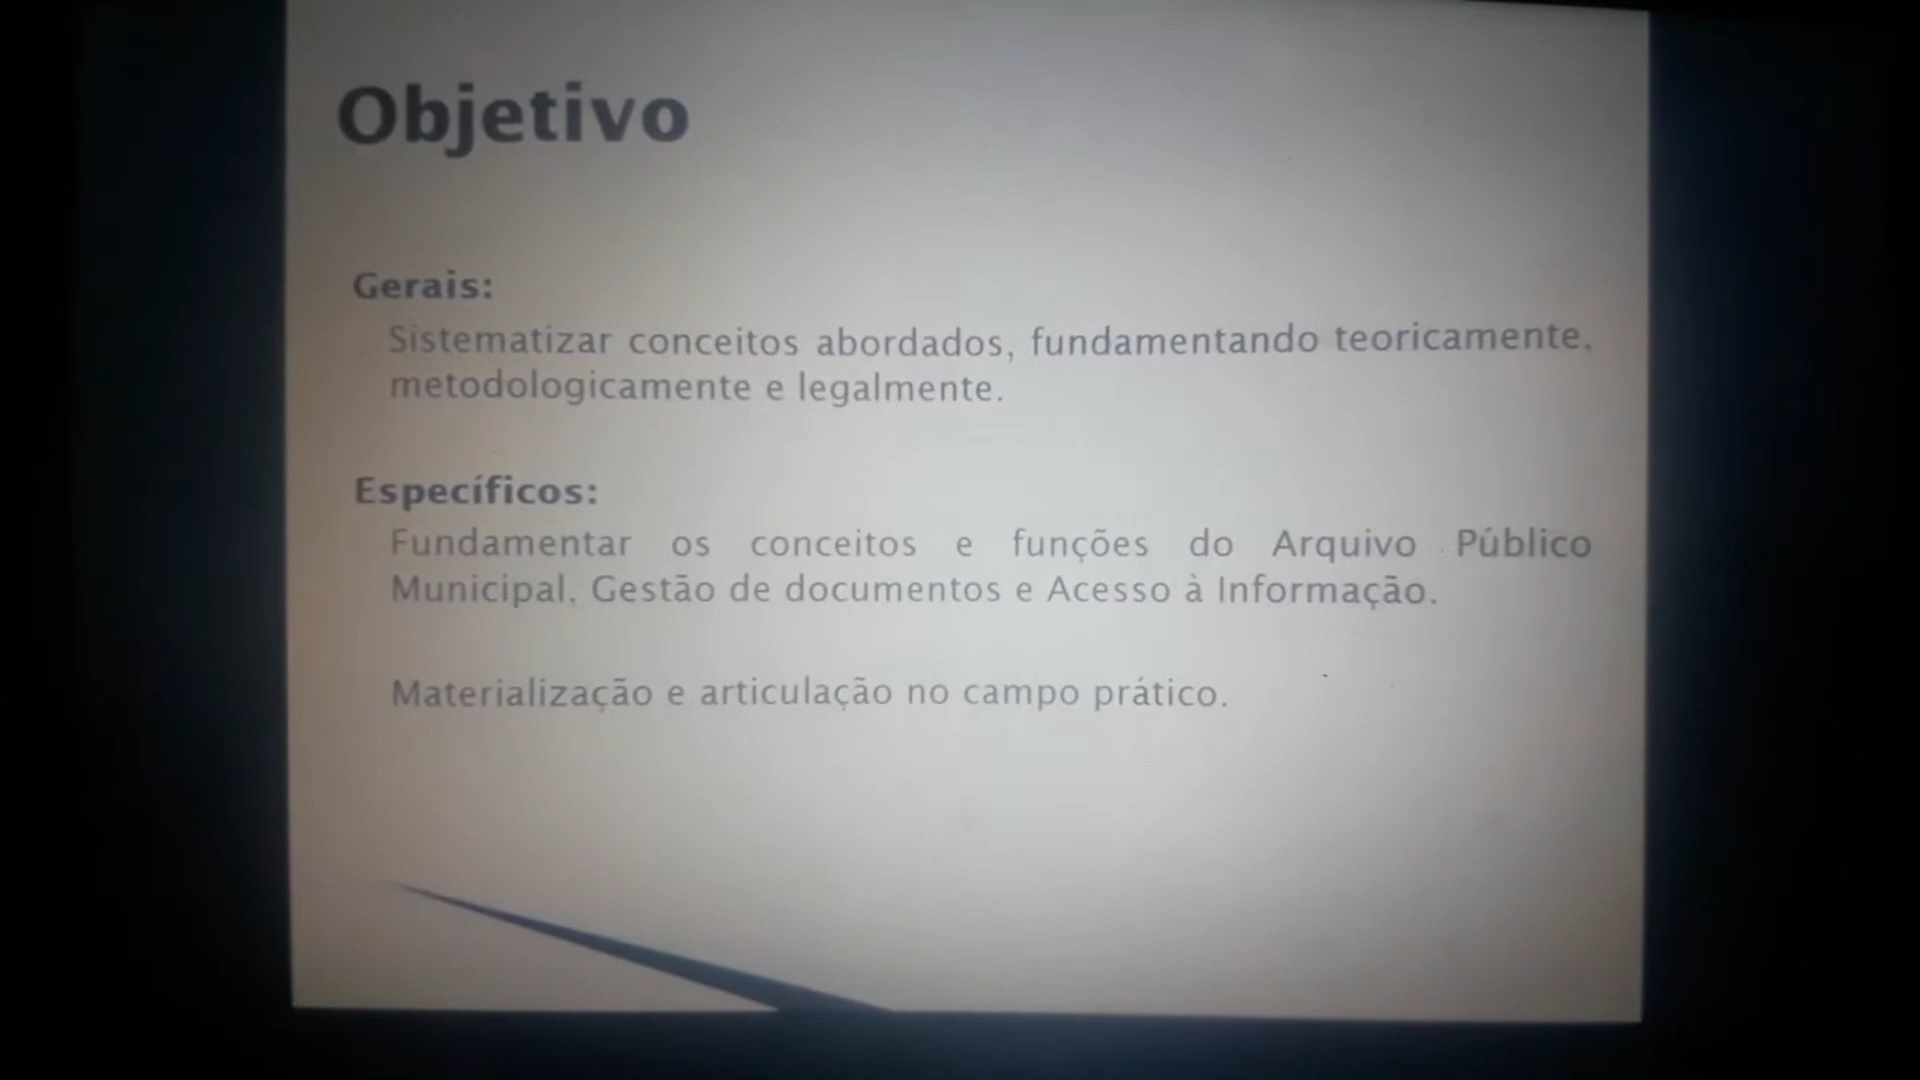 Objetivo
Gerais:
Sistematizar conceitos abordados, fundamentando teoricamente,
metodologicamente e legalmente.
Específicos:
Fundamentar os conceitos e funções do Arquivo Público
Municipal, Gestão de documentos e Acesso à Informação.
Materialização e articulação no campo prático.